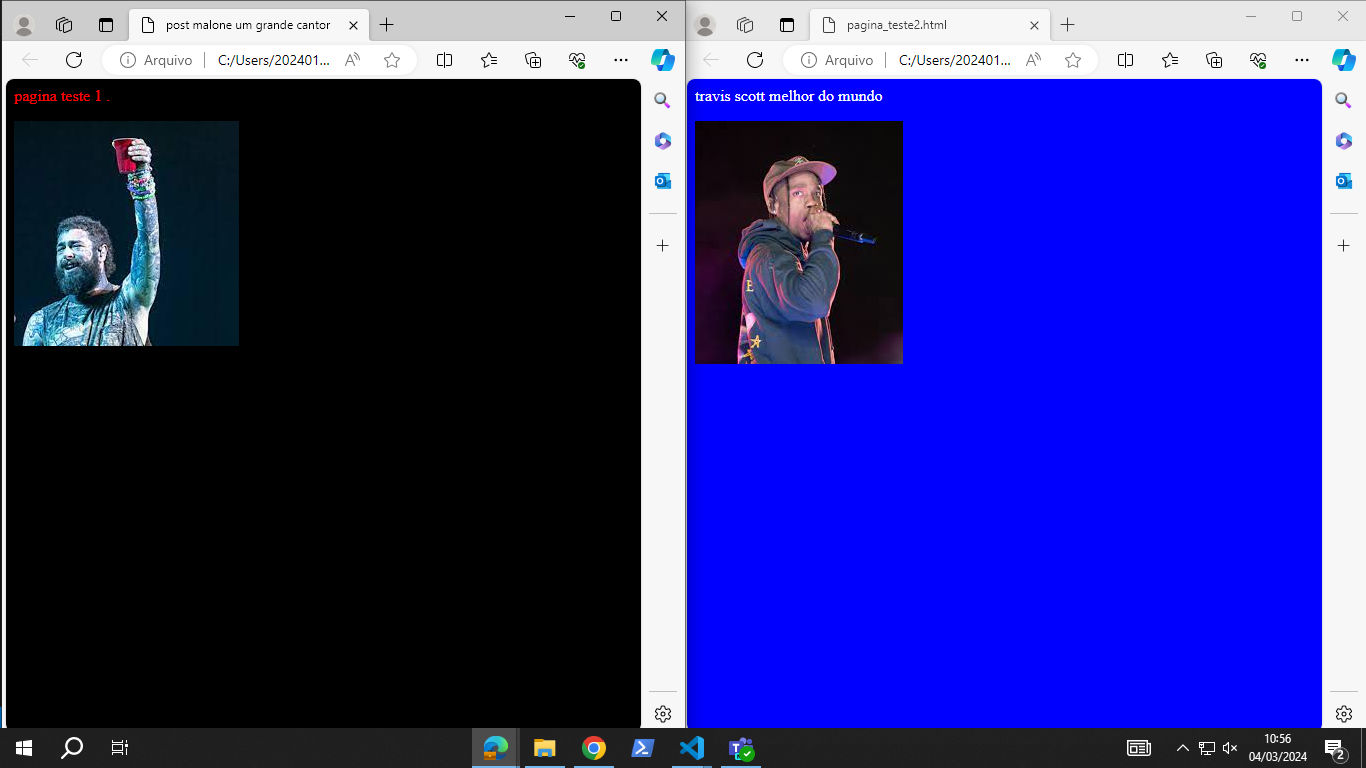 post malone um grande cantor
Arquivo
C:/Users/202401...
pagina teste 1 .
pagina_teste2.html
Arquivo
C:/Users/202401...
travis scott melhor do mundo
10:56
04/03/2024
2